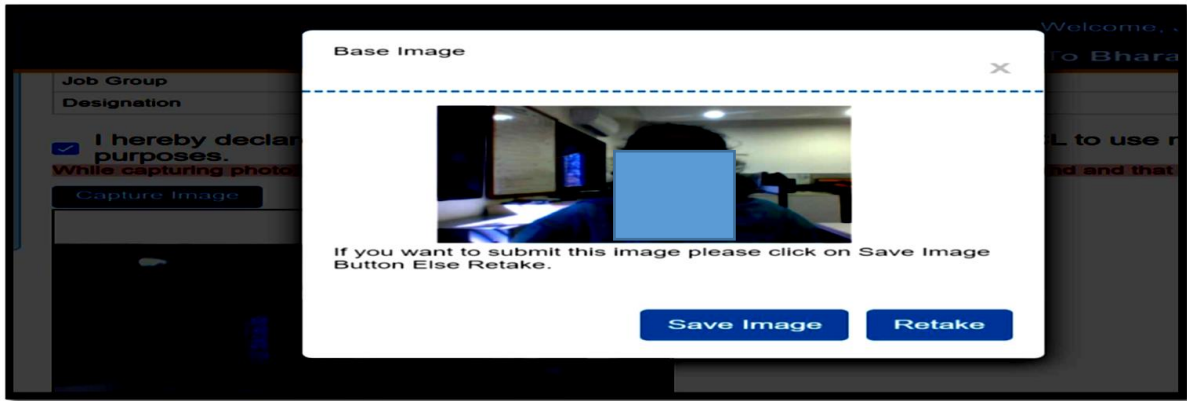 Welcome,
Base Image
To Bhara
×
Job Group
Designation
I hereby declar
L to use r
purposes.
While capturing photo
nd and that
Capture Image
If you want to submit this image please click on Save Image
Button Else Retake.
Save Image
Retake